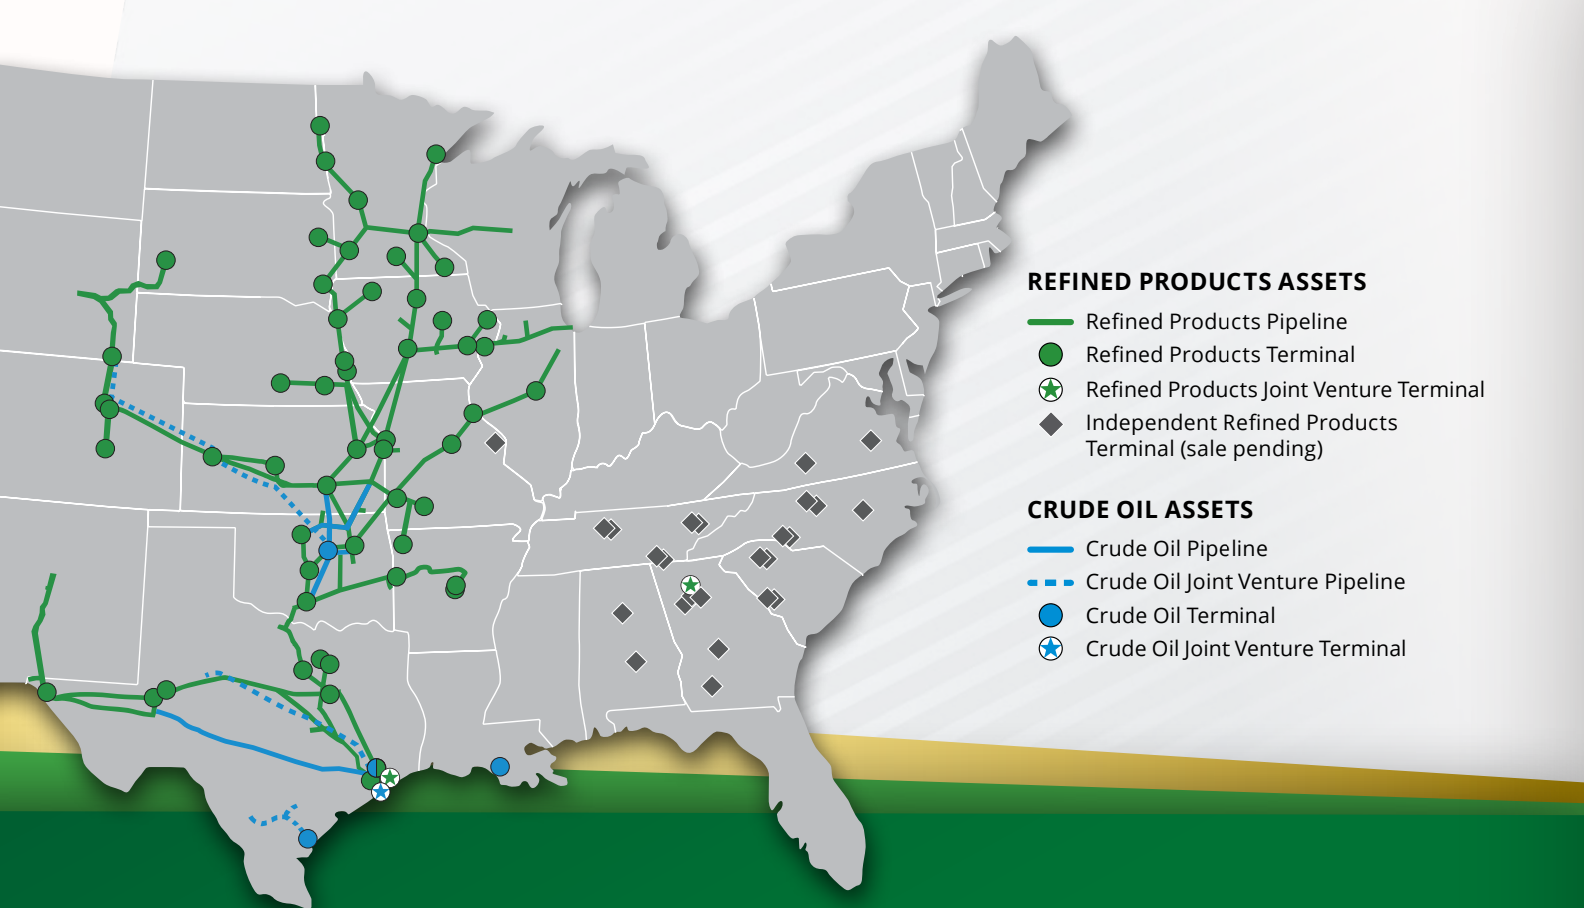 REFINED PRODUCTS ASSETS
Refined Products Pipeline
Refined Products Terminal
Refined Products Joint Venture Terminal
Independent Refined Products
Terminal (sale pending)
CRUDE OIL ASSETS
Crude Oil Pipeline
Crude Oil Joint Venture Pipeline
Crude Oil Terminal
Crude Oil Joint Venture Terminal